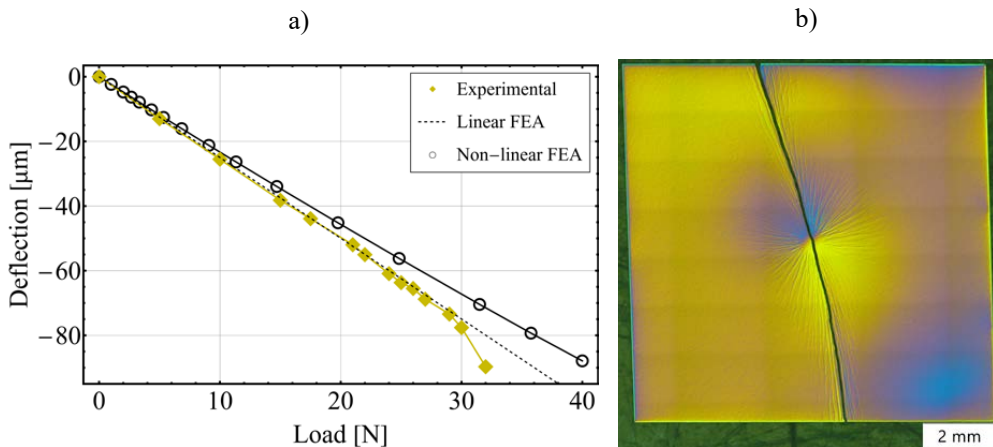 a)
b)
0
−20
−40
−60
−80
Deflection [μm]
Experimental
Linear FEA
Non−linear FEA
0
10
20
30
40
Load [N]
2 mm